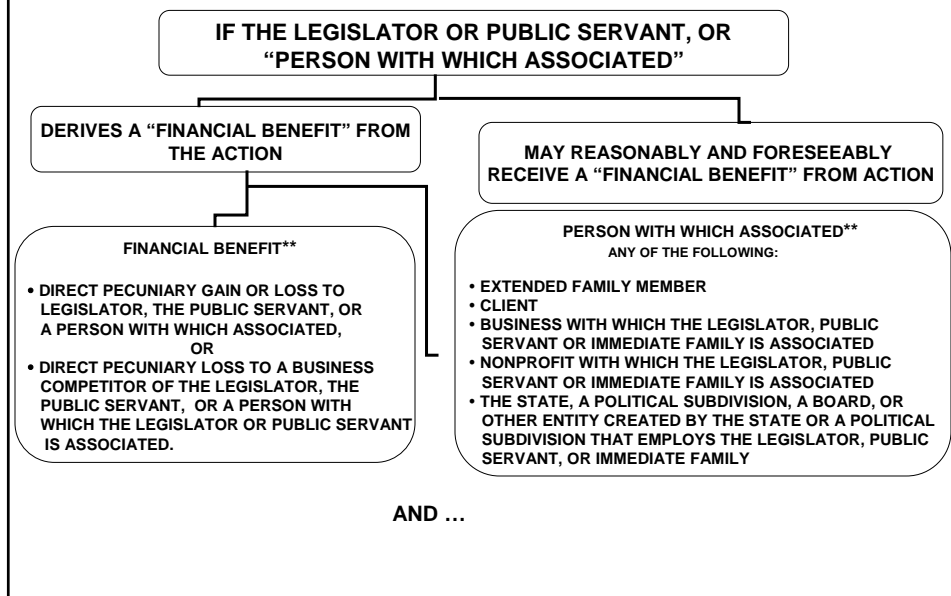 IF THE LEGISLATOR OR PUBLIC SERVANT, OR
“PERSON WITH WHICH ASSOCIATED”
DERIVES A “FINANCIAL BENEFIT” FROM
THE ACTION
MAY REASONABLY AND FORESEEABLY
RECEIVE A “FINANCIAL BENEFIT” FROM ACTION
FINANCIAL BENEFIT**
• DIRECT PECUNIARY GAIN OR LOSS TO
LEGISLATOR, THE PUBLIC SERVANT, OR
A PERSON WITH WHICH ASSOCIATED,
OR
• DIRECT PECUNIARY LOSS TO A BUSINESS
COMPETITOR OF THE LEGISLATOR, THE
PUBLIC SERVANT, OR A PERSON WITH
WHICH THE LEGISLATOR OR PUBLIC SERVANT
IS ASSOCIATED.
PERSON WITH WHICH ASSOCIATED**
ANY OF THE FOLLOWING:
• EXTENDED FAMILY MEMBER
• CLIENT
• BUSINESS WITH WHICH THE LEGISLATOR, PUBLIC
SERVANT OR IMMEDIATE FAMILY IS ASSOCIATED
• NONPROFIT WITH WHICH THE LEGISLATOR, PUBLIC
SERVANT OR IMMEDIATE FAMILY IS ASSOCIATED
• THE STATE, A POLITICAL SUBDIVISION, A BOARD, OR
OTHER ENTITY CREATED BY THE STATE OR A POLITICAL
SUBDIVISION THAT EMPLOYS THE LEGISLATOR, PUBLIC
SERVANT, OR IMMEDIATE FAMILY
AND …